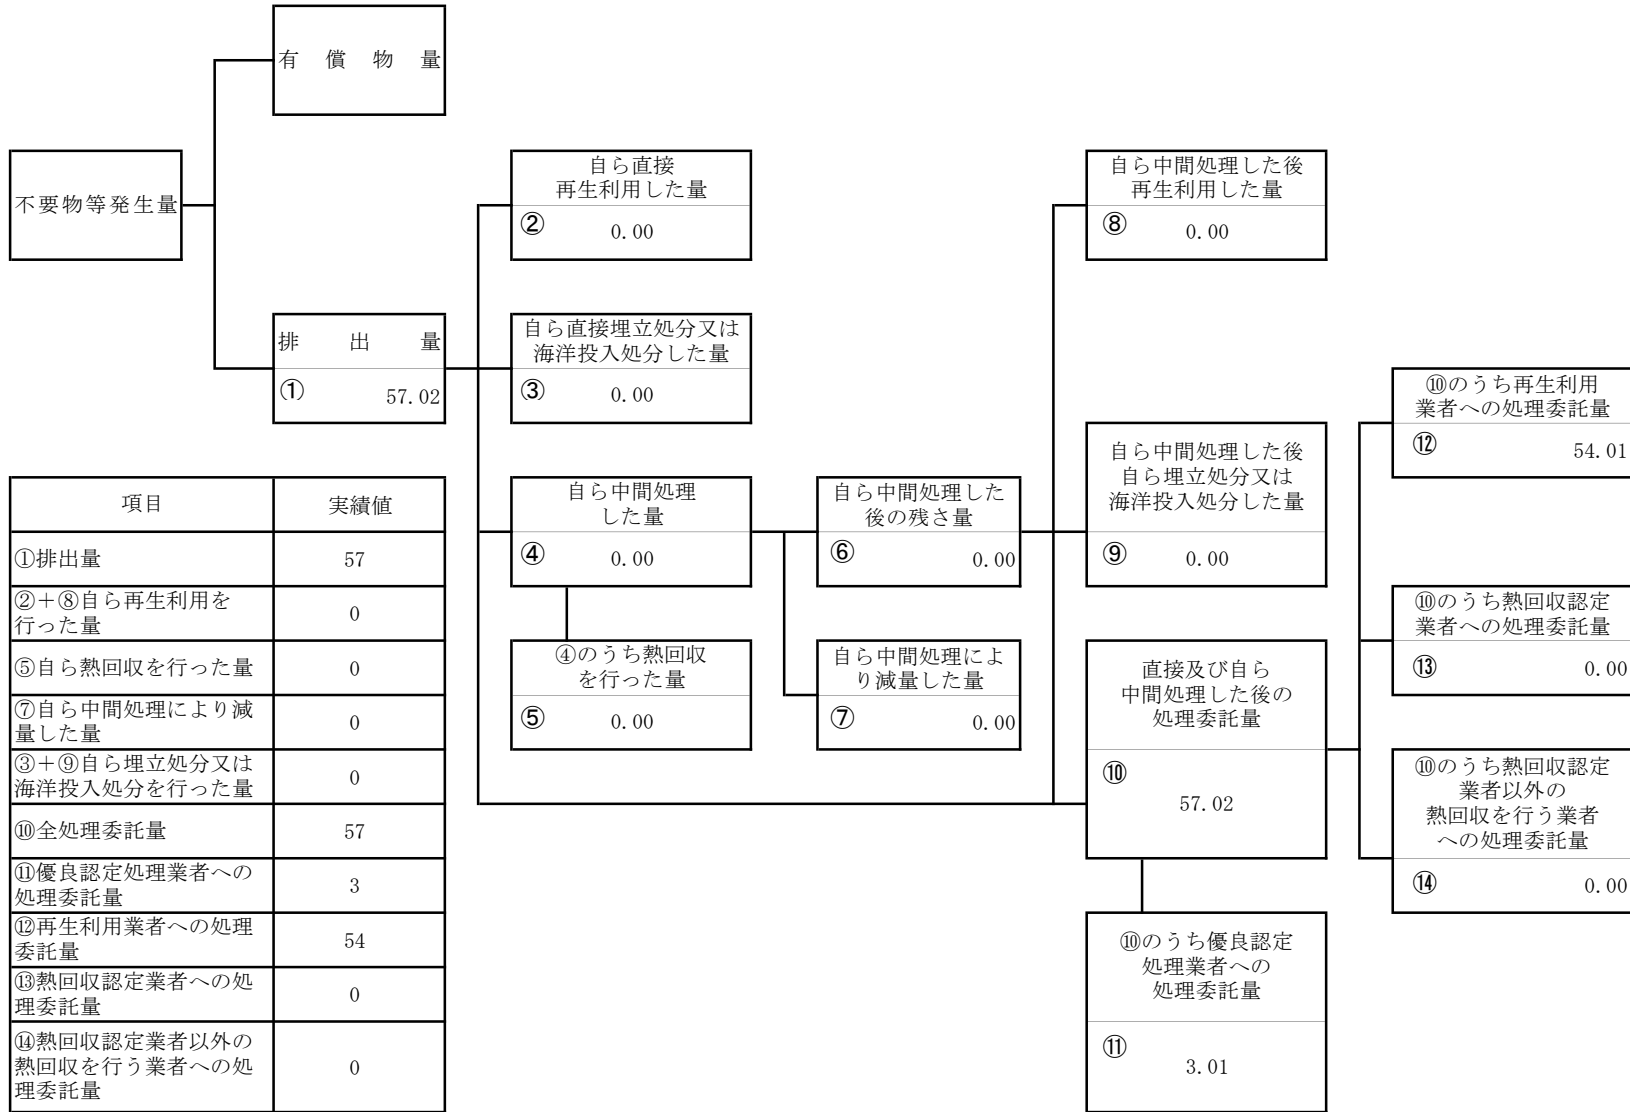 有償物量
不要物等発生量
排出量
① 57.02
自ら直接
再生利用した量
② 0.00
自ら直接埋立処分又は
海洋投入処分した量
③ 0.00
自ら中間処理
した量
④ 0.00
④のうち熱回収
を行った量
⑤ 0.00
自ら中間処理した
後の残さ量
⑥ 0.00
自ら中間処理によ
り減量した量
⑦ 0.00
自ら中間処理した後
再生利用した量
⑧ 0.00
自ら中間処理した後
自ら埋立処分又は
海洋投入処分した量
⑨ 0.00
直接及び自ら
中間処理した後の
処理委託量
⑩
57.02
⑩のうち優良認定
処理業者への
処理委託量
⑪
3.01
⑩のうち再生利用
業者への処理委託量
⑫ 54.01
⑩のうち熱回収認定
業者への処理委託量
⑬ 0.00
⑩のうち熱回収認定
業者以外の
熱回収を行う業者
への処理委託量
⑭ 0.00
項目 実績値
①排出量 57
②＋⑧自ら再生利用を
行った量 0
⑤自ら熱回収を行った量 0
⑦自ら中間処理により減
量した量 0
③＋⑨自ら埋立処分又は
海洋投入処分を行った量 0
⑩全処理委託量 57
⑪優良認定処理業者への
処理委託量 3
⑫再生利用業者への処理
委託量 54
⑬熱回収認定業者への処
理委託量 0
⑭熱回収認定業者以外の
熱回収を行う業者への処
理委託量 0